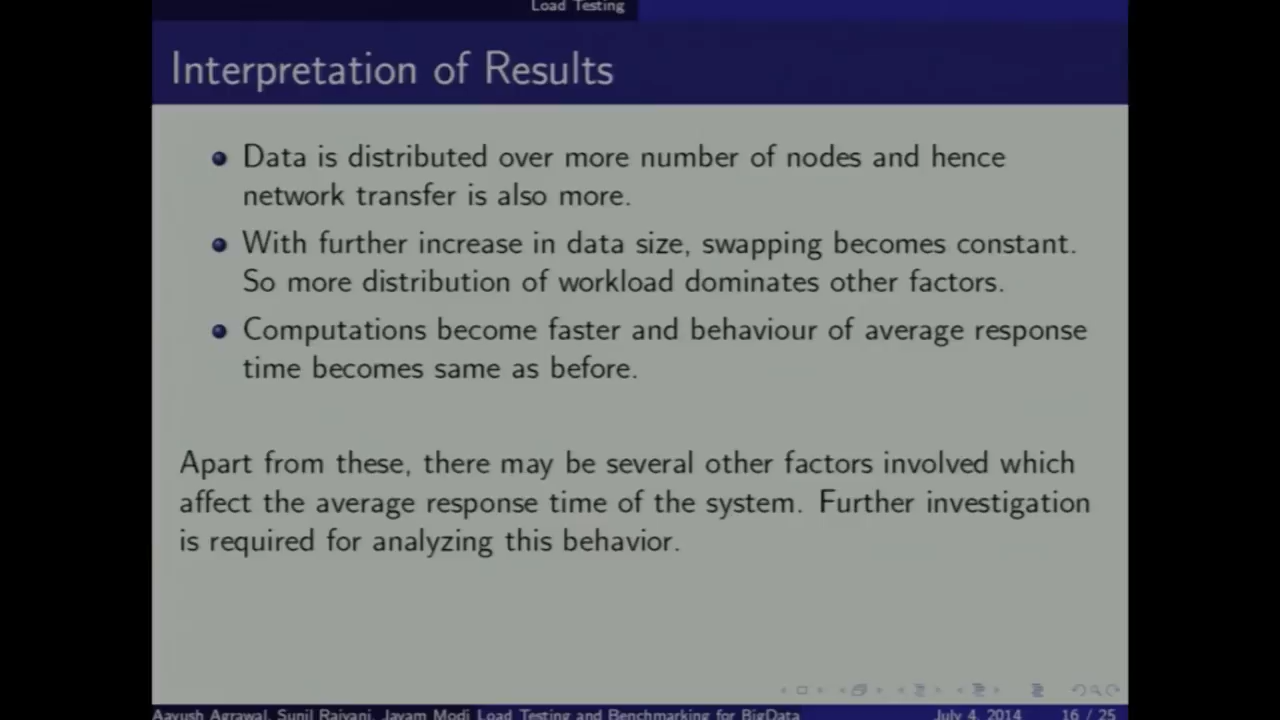 Load Testing
Interpretation of Results
Data is distributed over more number of nodes and hence
network transfer is also more.
With further increase in data size, swapping becomes constant.
So more distribution of workload dominates other factors.
Computations become faster and behaviour of average response
time becomes same as before.
Apart from these, there may be several other factors involved which
affect the average response time of the system. Further investigation
is required for analyzing this behavior.
Aayush Agrawal, Sunil Raiyani, Jayam Modi Load Testing and Benchmarking for BigData July 4, 2014 16 / 25